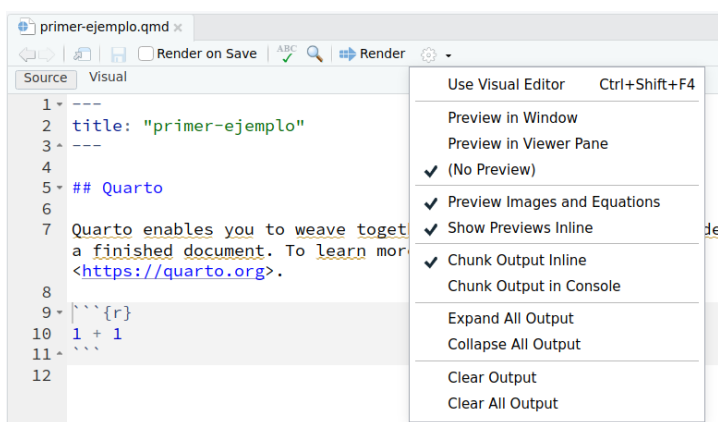 primer-ejemplo.qmd ×
Render on Save ABC Render
Source Visual
1 ---
2 title: "primer-ejemplo"
3 ---
4
5 ## Quarto
6
7 Quarto enables you to weave
a finished document. To learn
<https://quarto.org>.
8
9 ```{r}
10 1 + 1
11 ```
12
Use Visual Editor Ctrl+Shift+F4
Preview in Window
Preview in Viewer Pane
(No Preview)
Preview Images and Equations
Show Previews Inline
Chunk Output Inline
Chunk Output in Console
Expand All Output
Collapse All Output
Clear Output
Clear All Output